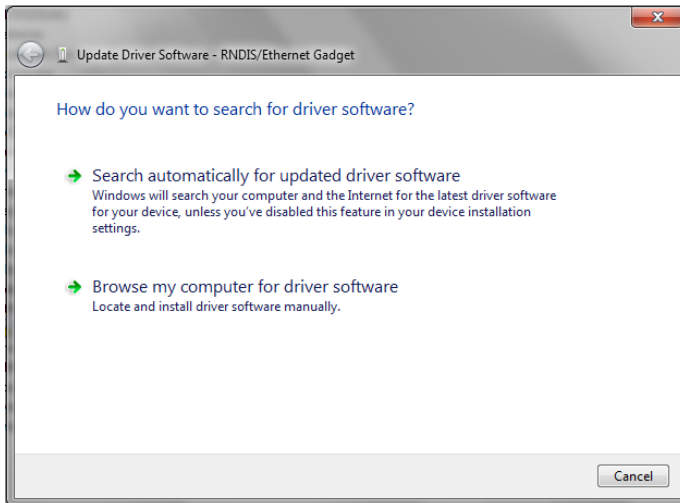 Update Driver Software - RNDIS/Ethernet Gadget
How do you want to search for driver software?
Search automatically for updated driver software
Windows will search your computer and the Internet for the latest driver software
for your device, unless you've disabled this feature in your device installation
settings.
Browse my computer for driver software
Locate and install driver software manually.
Cancel